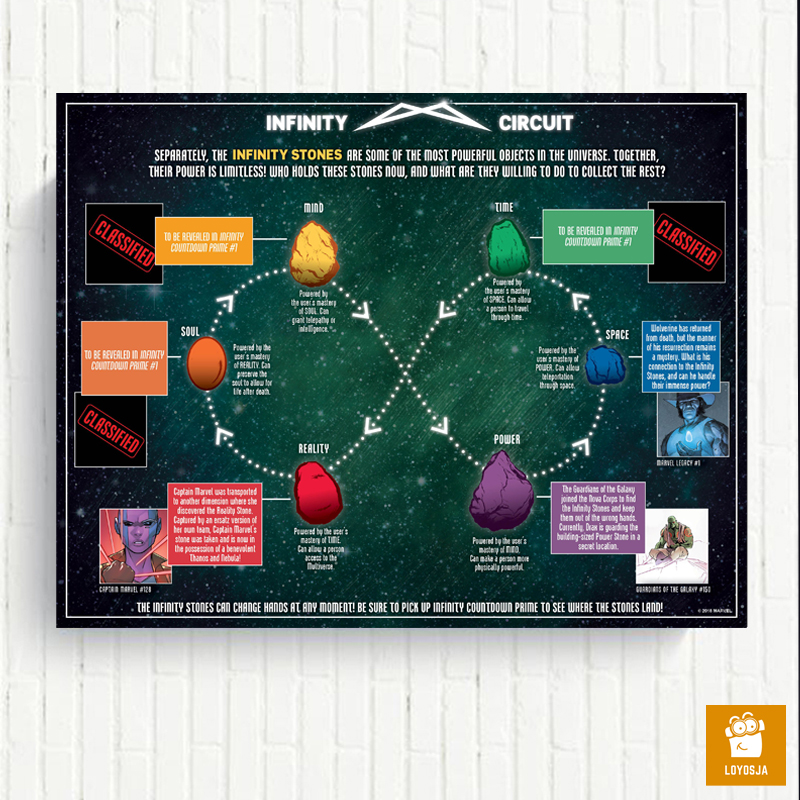 INFINITY CIRCUIT
SEPARATELY, THE INFINITY STONES ARE SOME OF THE MOST POWERFUL OBJECTS IN THE UNIVERSE. TOGETHER,
THEIR POWER IS LIMITLESS! WHO HOLDS THESE STONES NOW, AND WHAT ARE THEY WILLING TO DO TO COLLECT THE REST?
CLASSIFIED
TO BE REVEALED IN INFINITY
COUNTDOWN PRIME #1
MIND
Powered by
the user's mastery
of SOUL. Can
grant telepathy or
intelligence.
TIME
Powered by
the user's mastery
of SPACE. Can allow
a person to travel
through time.
TO BE REVEALED IN INFINITY
COUNTDOWN PRIME #1
CLASSIFIED
TO BE REVEALED IN INFINITY
COUNTDOWN PRIME #1
CLASSIFIED
SOUL
Powered by the
user's mastery
of REALITY. Can
preserve the
soul to allow for
life after death.
SPACE
Powered by the
user's mastery of
POWER. Can allow
teleportation
through space.
Wolverine has returned
from death, but the manner
of his resurrection remains
a mystery. What is his
connection to the Infinity
Stones, and can he handle
their immense power?
MARVEL LEGACY #1
REALITY
Powered by the user's
mastery of TIME.
Can allow a person
access to the
Multiverse.
Captain Marvel was transported
to another dimension where she
discovered the Reality Stone.
Captured by an ersatz version of
her own team, Captain Marvel's
stone was taken and is now in
the possession of a benevolent
Thanos and Nebula!
CAPTAIN MARVEL #128
POWER
Powered by the user's
mastery of MIND.
Can make a person more
physically powerful.
The Guardians of the Galaxy
joined the Nova Corps to find
the Infinity Stones and keep
them out of the wrong hands.
Currently, Drax is guarding the
building-sized Power Stone in a
secret location.
GUARDIANS OF THE GALAXY #150
THE INFINITY STONES CAN CHANGE HANDS AT ANY MOMENT! BE SURE TO PICK UP INFINITY COUNTDOWN PRIME TO SEE WHERE THE STONES LAND!
© 2018 MARVEL
LOYOSJA